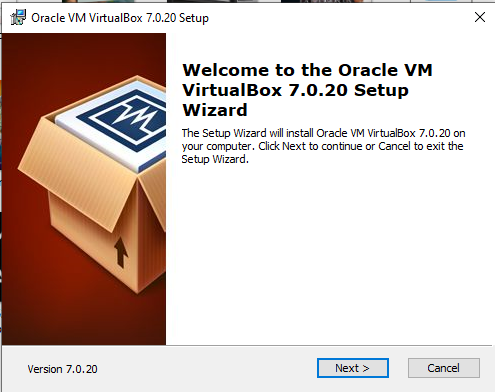 Oracle VM VirtualBox 7.0.20 Setup
Welcome to the Oracle VM
VirtualBox 7.0.20 Setup
Wizard
The Setup Wizard will install Oracle VM VirtualBox 7.0.20 on
your computer. Click Next to continue or Cancel to exit the
Setup Wizard.
Version 7.0.20
Next >
Cancel